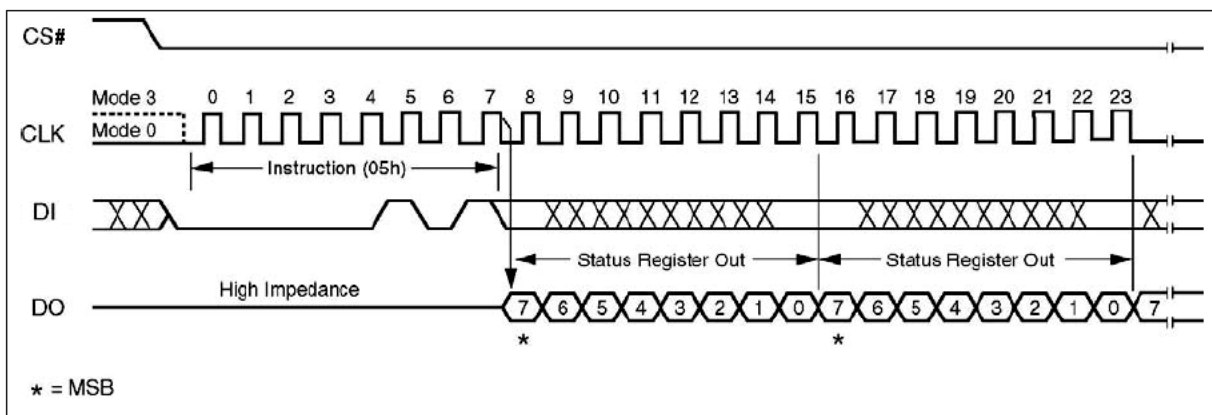 CS#
Mode 3 0 1 2 3 4 5 6 7 8 9 10 11 12 13 14 15 16 17 18 19 20 21 22 23
CLK Mode 0
Instruction (05h)
DI
Status Register Out Status Register Out
High Impedance
DO 7 6 5 4 3 2 1 0 7 6 5 4 3 2 1 0 7
* *
* = MSB